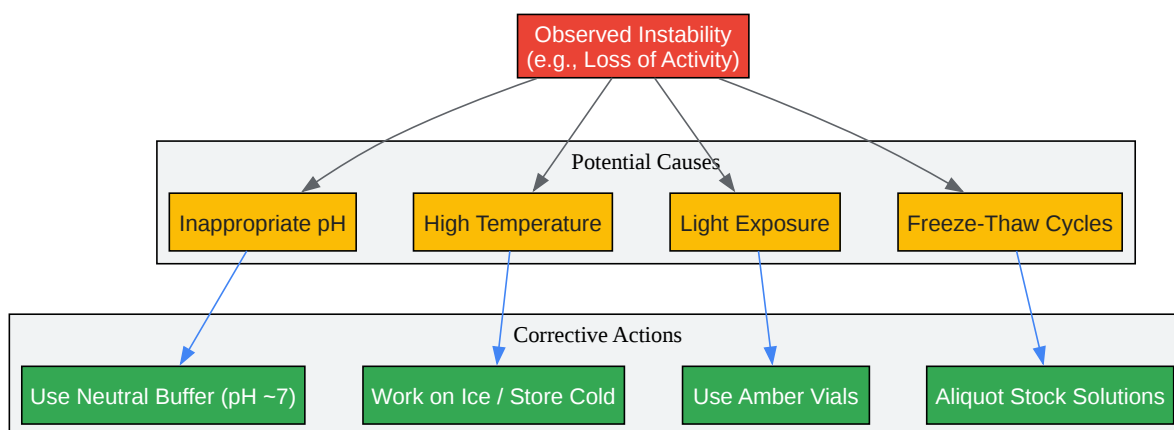 Observed Instability
(e.g., Loss of Activity)
Potential Causes
Inappropriate pH
High Temperature
Light Exposure
Freeze-Thaw Cycles
Corrective Actions
Use Neutral Buffer (pH ~7)
Work on Ice / Store Cold
Use Amber Vials
Aliquot Stock Solutions